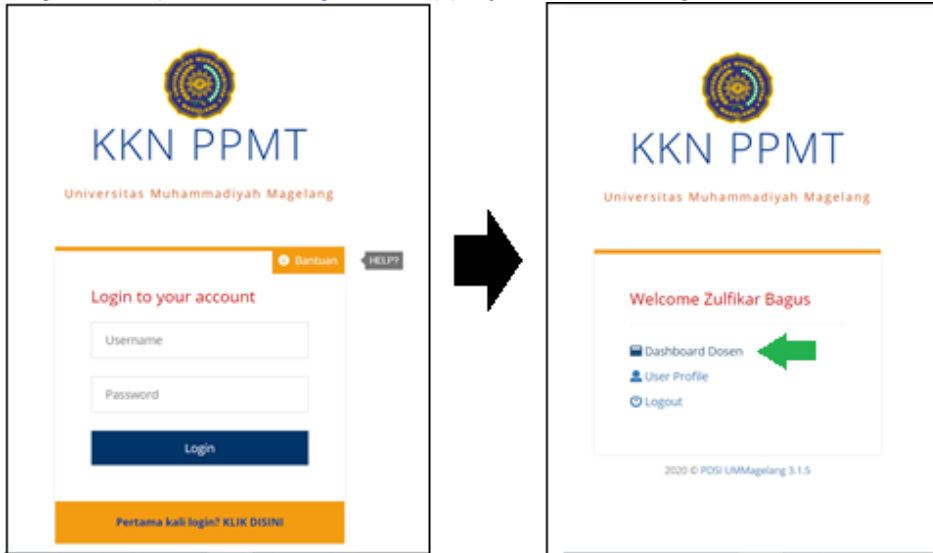 KKN PPMT
Universitas Muhammadiyah Magelang
Bantuan
HELP?
Login to your account
Username
Password
Login
Pertama kali login? KLIK DISINI
KKN PPMT
Universitas Muhammadiyah Magelang
Welcome Zulfikar Bagus
Dashboard Dosen
User Profile
Logout
2020 © PDSI UMMagelang 3.1.5